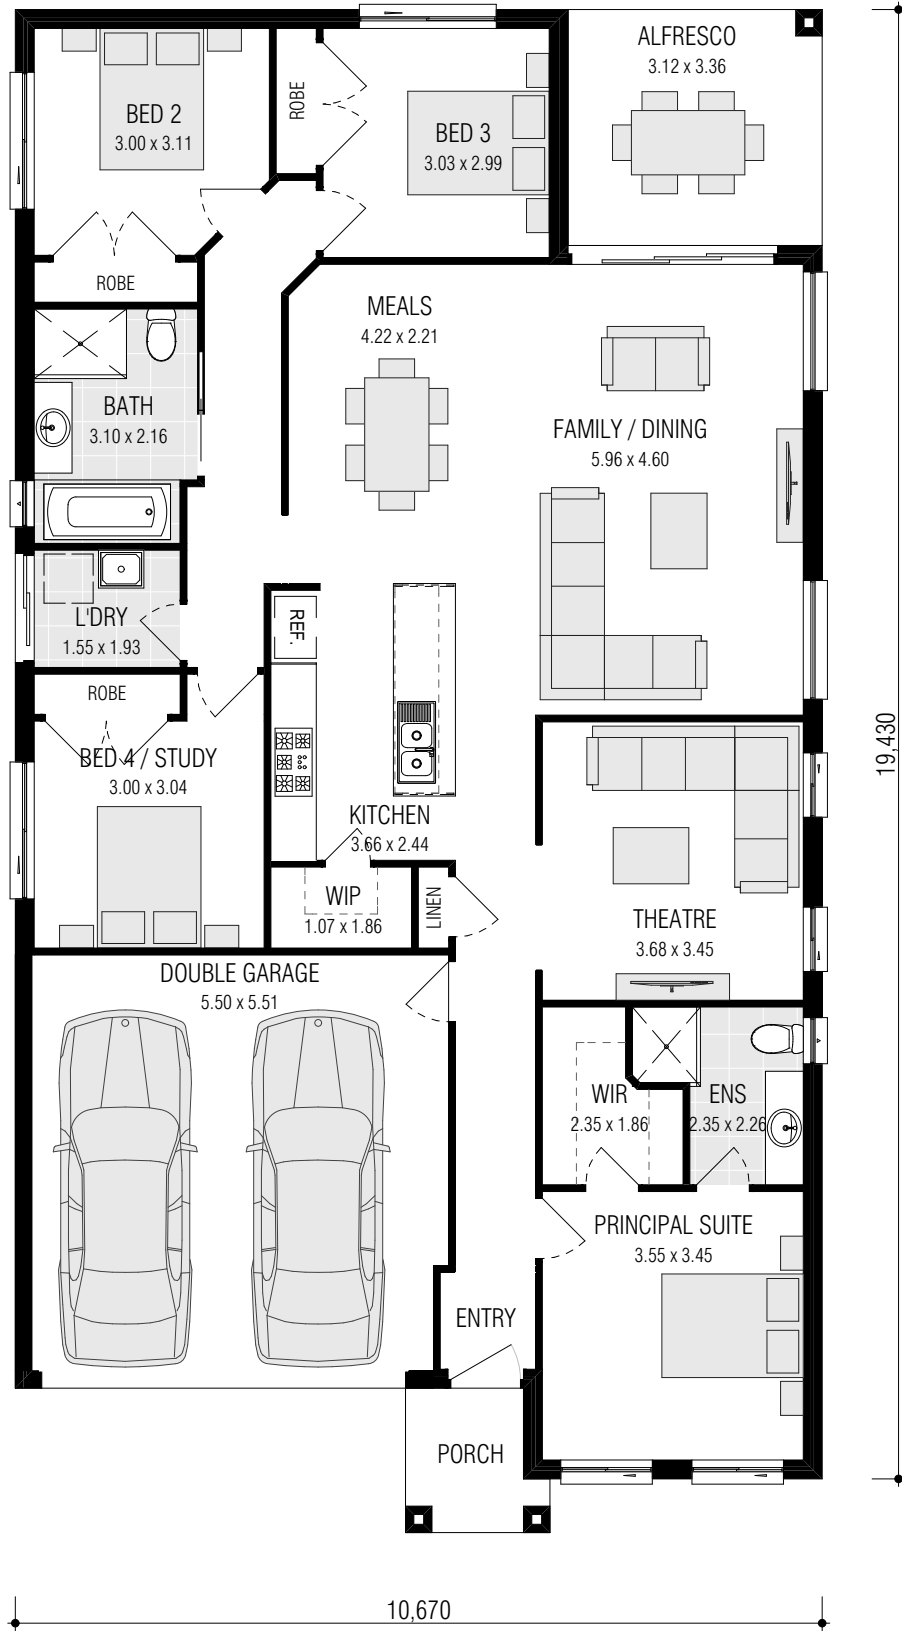 ALFRESCO
3.12 x 3.36
BED 2
3.00 x 3.11
ROBE
BED 3
3.03 x 2.99
ROBE
MEALS
4.22 x 2.21
BATH
3.10 x 2.16
FAMILY / DINING
5.96 x 4.60
L'DRY
1.55 x 1.93
REF.
ROBE
BED 4 / STUDY
3.00 x 3.04
19,430
KITCHEN
3.66 x 2.44
WIP
1.07 x 1.86
LINEN
THEATRE
3.68 x 3.45
DOUBLE GARAGE
5.50 x 5.51
WIR
2.35 x 1.86
ENS
2.35 x 2.26
PRINCIPAL SUITE
3.55 x 3.45
ENTRY
PORCH
10,670